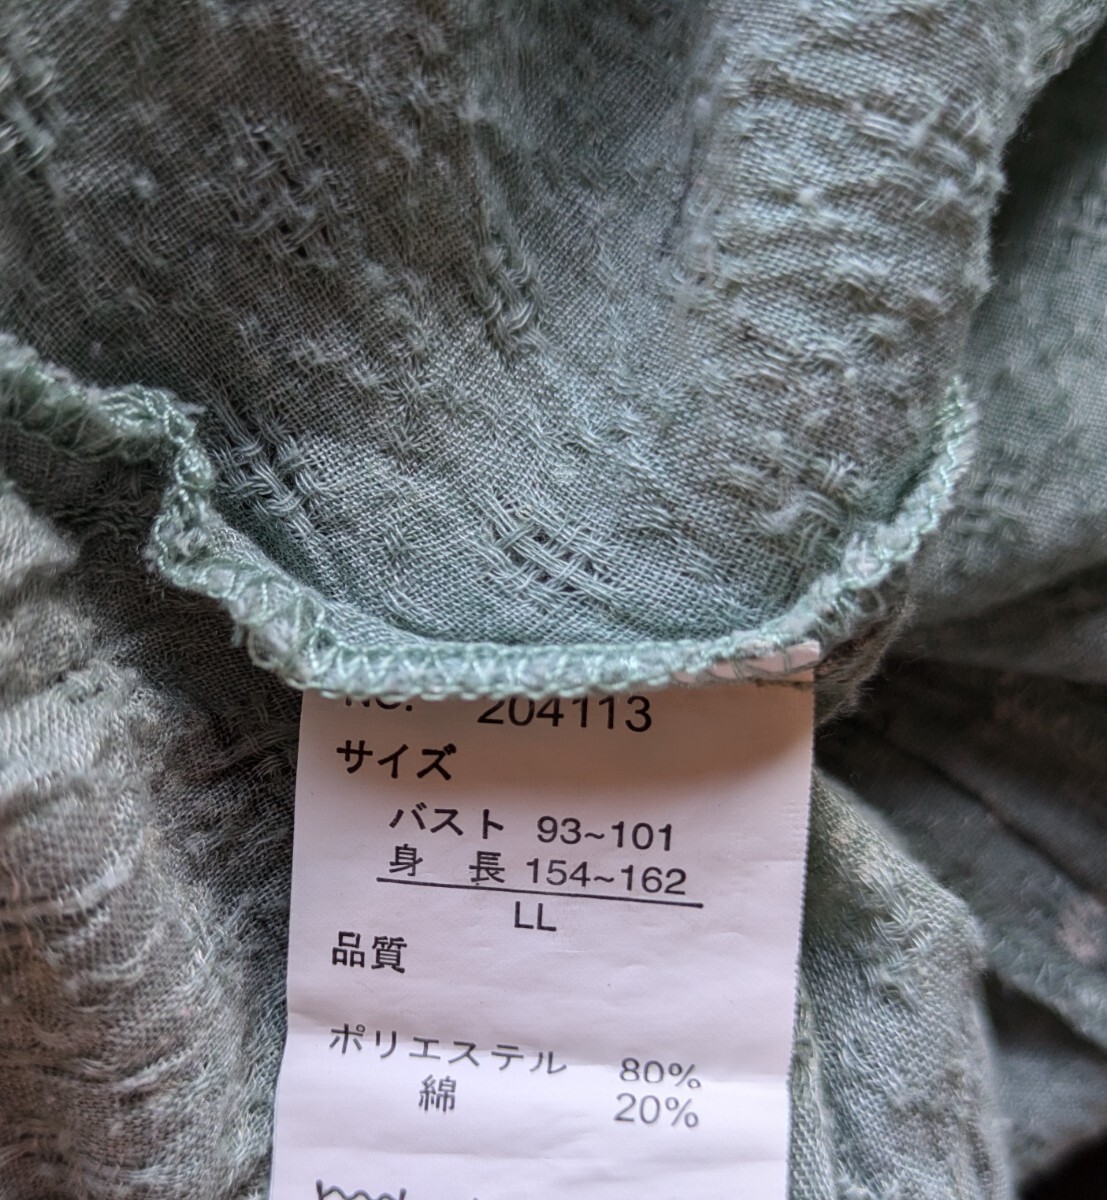 No. 204113
サイズ
バスト 93~101
身 長 154~162
LL
品質
ポリエステル 80%
綿 20%